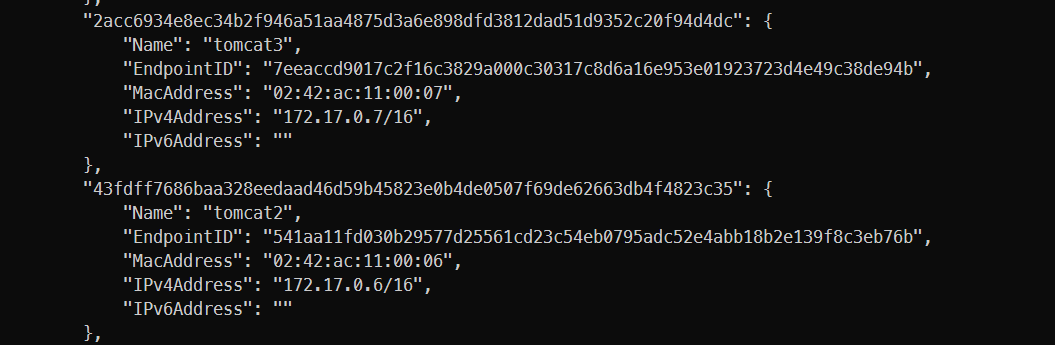 },
"2acc6934e8ec34b2f946a51aa4875d3a6e898dfd3812dad51d9352c20f94d4dc": {
"Name": "tomcat3",
"EndpointID": "7eeaccd9017c2f16c3829a000c30317c8d6a16e953e01923723d4e49c38de94b",
"MacAddress": "02:42:ac:11:00:07",
"IPv4Address": "172.17.0.7/16",
"IPv6Address": ""
},
"43fdff7686baa328eedaad46d59b45823e0b4de0507f69de62663db4f4823c35": {
"Name": "tomcat2",
"EndpointID": "541aa11fd030b29577d25561cd23c54eb0795adc52e4abb18b2e139f8c3eb76b",
"MacAddress": "02:42:ac:11:00:06",
"IPv4Address": "172.17.0.6/16",
"IPv6Address": ""
},